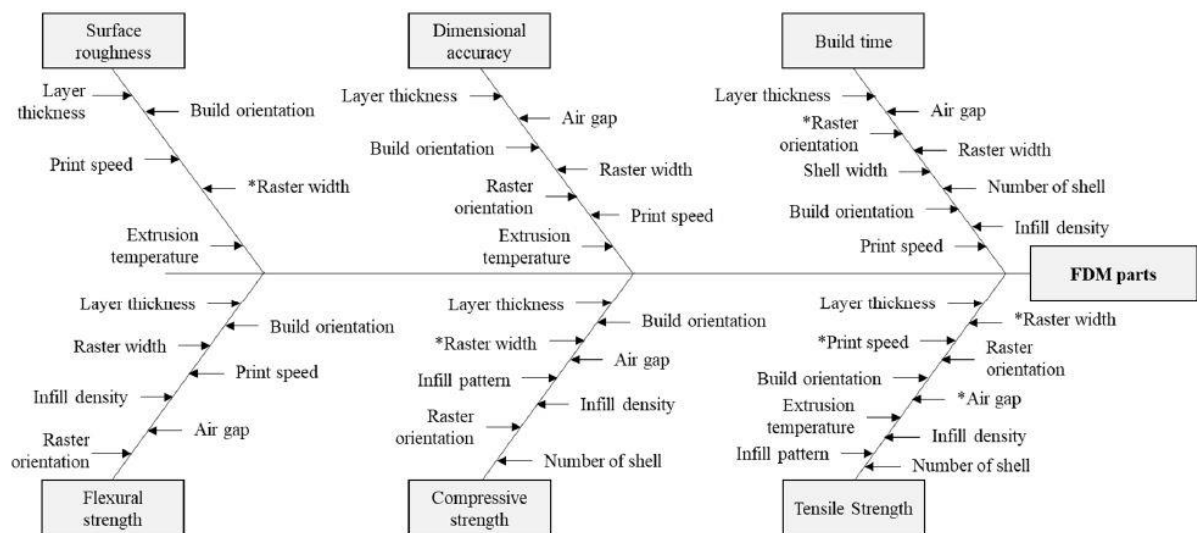 Surface
roughness
Layer
thickness
Build orientation
Print speed
*Raster width
Extrusion
temperature
Dimensional
accuracy
Layer thickness
Air gap
Build orientation
Raster width
Raster
orientation
Print speed
Extrusion
temperature
Build time
Layer thickness
Air gap
*Raster
orientation
Raster width
Shell width
Number of shell
Build orientation
Infill density
Print speed
FDM parts
Layer thickness
Build orientation
Raster width
Print speed
Infill density
Air gap
Raster
orientation
Flexural
strength
Layer thickness
Build orientation
*Raster width
Air gap
Infill pattern
Infill density
Raster
orientation
Number of shell
Compressive
strength
Layer thickness
*Raster width
*Print speed
Raster
orientation
Build orientation
*Air gap
Extrusion
temperature
Infill density
Infill pattern
Number of shell
Tensile Strength